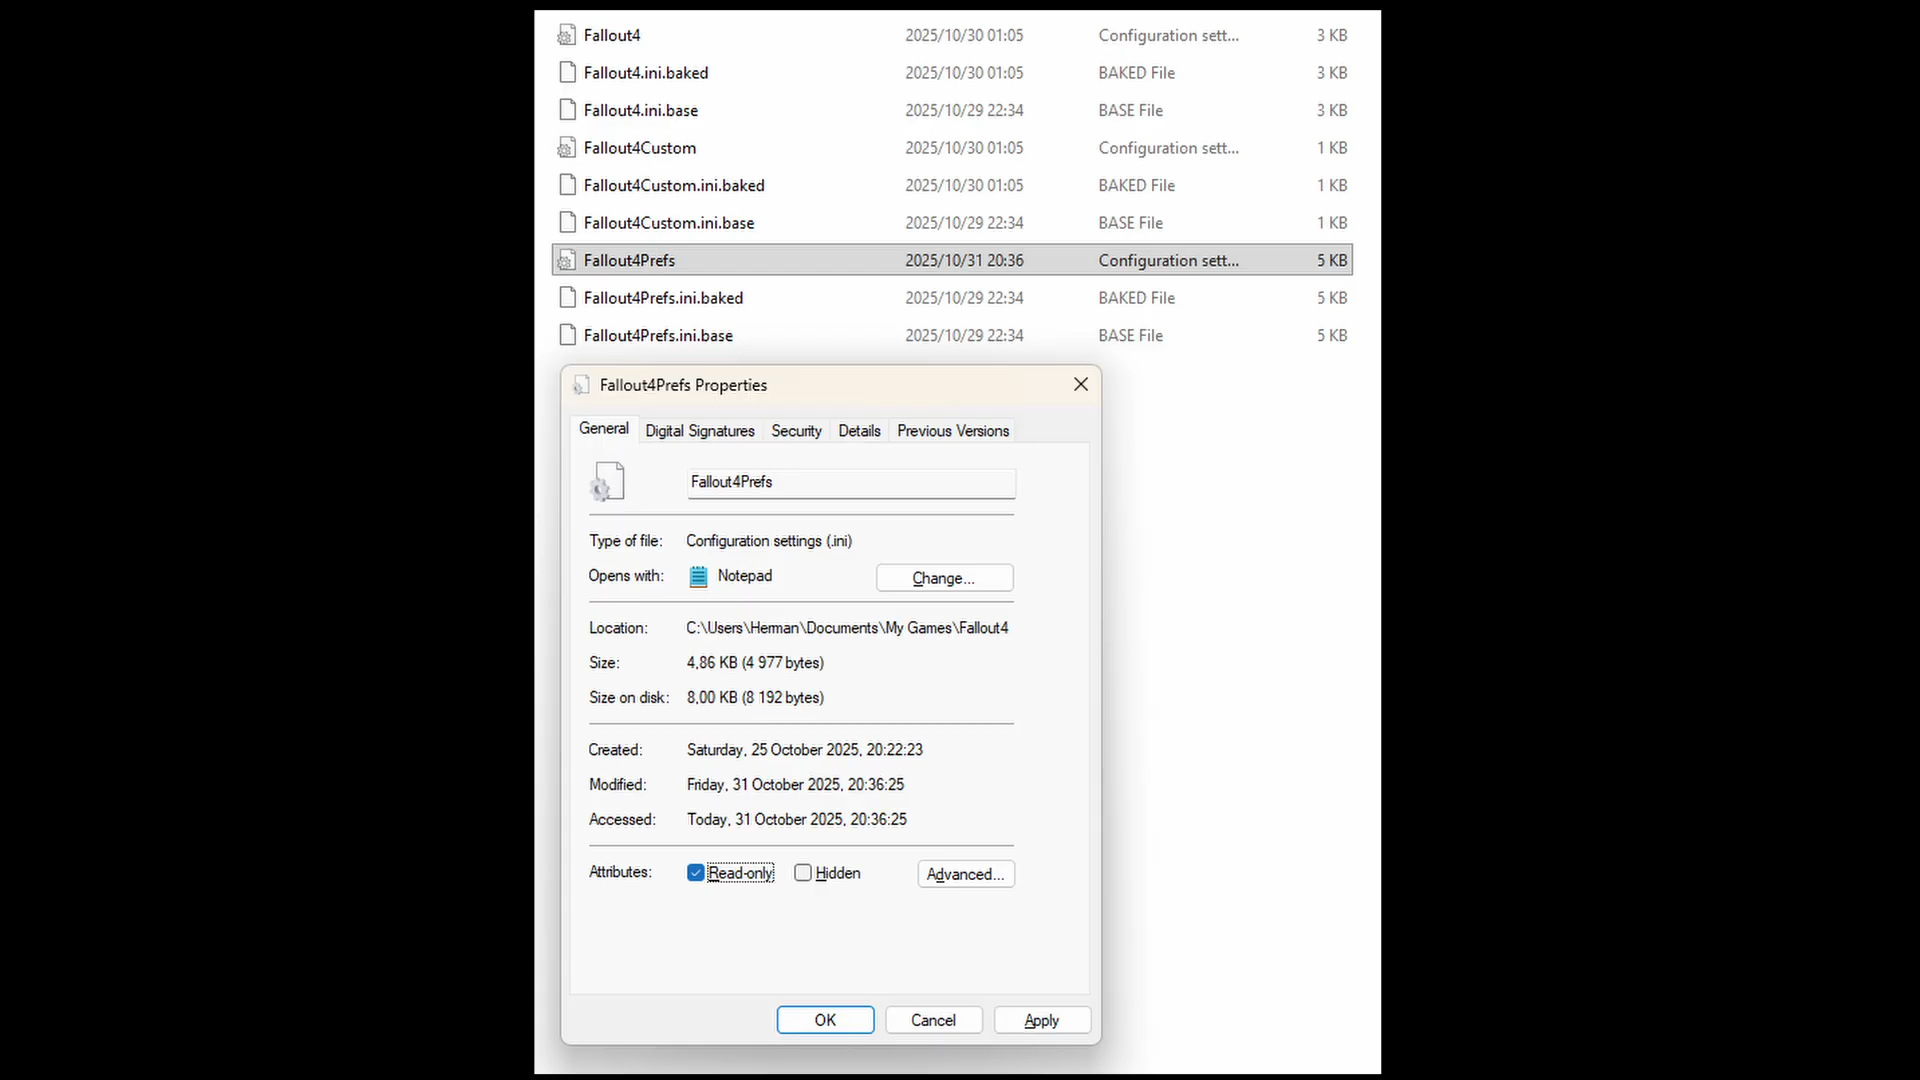 Fallout4 2025/10/30 01:05 Configuration sett... 3 KB
Fallout4.ini.baked 2025/10/30 01:05 BAKED File 3 KB
Fallout4.ini.base 2025/10/29 22:34 BASE File 3 KB
Fallout4Custom 2025/10/30 01:05 Configuration sett... 1 KB
Fallout4Custom.ini.baked 2025/10/30 01:05 BAKED File 1 KB
Fallout4Custom.ini.base 2025/10/29 22:34 BASE File 1 KB
Fallout4Prefs 2025/10/31 20:36 Configuration sett... 5 KB
Fallout4Prefs.ini.baked 2025/10/29 22:34 BAKED File 5 KB
Fallout4Prefs.ini.base 2025/10/29 22:34 BASE File 5 KB
Fallout4Prefs Properties
General Digital Signatures Security Details Previous Versions
Fallout4Prefs
Type of file: Configuration settings (.ini)
Opens with: Notepad Change...
Location: C:\Users\Herman\Documents\My Games\Fallout4
Size: 4,86 KB (4 977 bytes)
Size on disk: 8,00 KB (8 192 bytes)
Created: Saturday, 25 October 2025, 20:22:23
Modified: Friday, 31 October 2025, 20:36:25
Accessed: Today, 31 October 2025, 20:36:25
Attributes: Read-only Hidden Advanced...
OK Cancel Apply